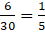 6/30 = 1/5